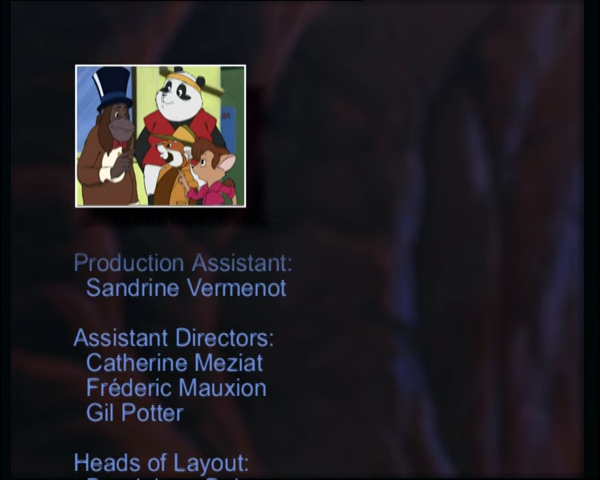 Production Assistant:
Sandrine Vermenot
Assistant Directors:
Catherine Meziat
Fréderic Mauxion
Gil Potter
Heads of Layout: